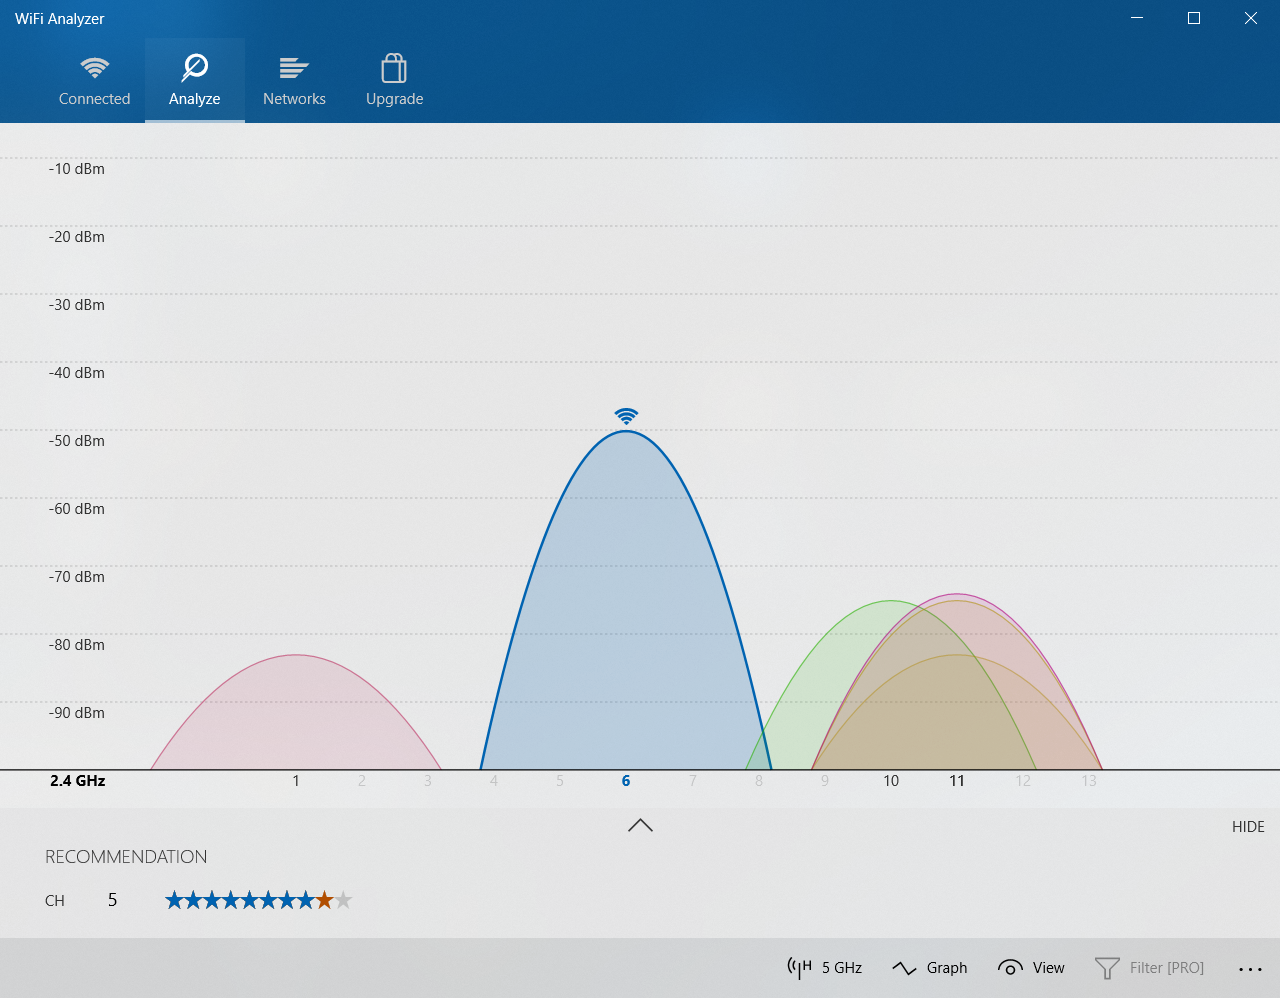 WiFi Analyzer
Connected Analyze Networks Upgrade
-10 dBm
-20 dBm
-30 dBm
-40 dBm
-50 dBm
-60 dBm
-70 dBm
-80 dBm
-90 dBm
2.4 GHz 1 2 3 4 5 6 7 8 9 10 11 12 13
HIDE
RECOMMENDATION
CH 5
5 GHz Graph View Filter [PRO]